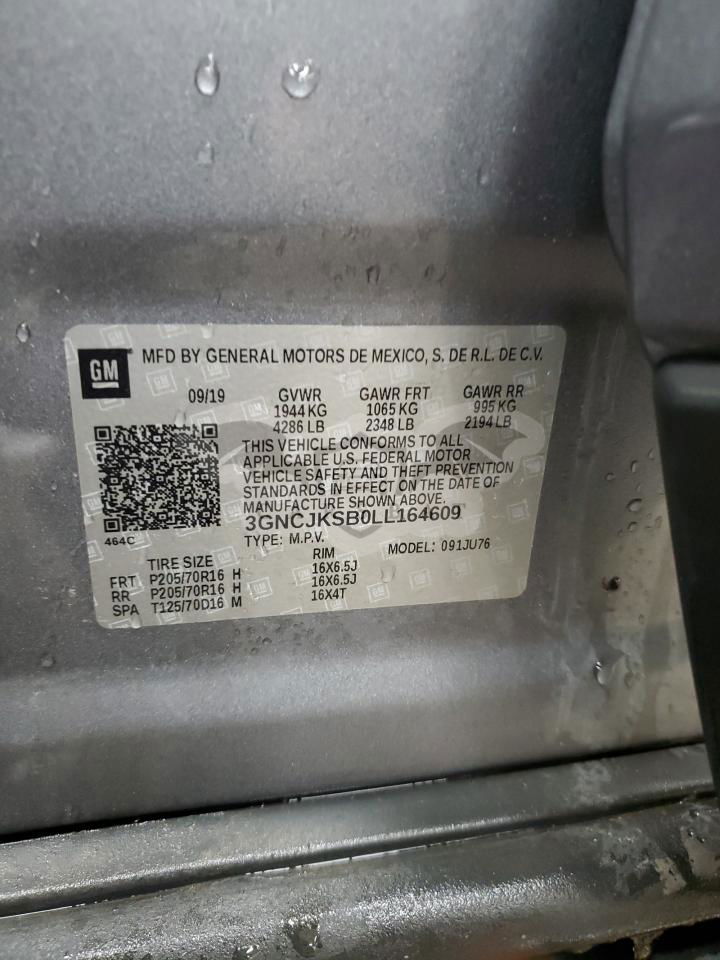 GM MFD BY GENERAL MOTORS DE MEXICO, S. DE R.L. DE C.V.
09/19 GVWR GAWR FRT GAWR RR
1944 KG 1065 KG 995 KG
4286 LB 2348 LB 2194 LB
THIS VEHICLE CONFORMS TO ALL
APPLICABLE U.S. FEDERAL MOTOR
VEHICLE SAFETY AND THEFT PREVENTION
STANDARDS IN EFFECT ON THE DATE OF
MANUFACTURE SHOWN ABOVE.
3GNCJKSB0LL164609
464C
TYPE: M.P.V. MODEL: 091JU76
TIRE SIZE RIM
FRT P205/70R16 H 16X6.5J
RR P205/70R16 H 16X6.5J
SPA T125/70D16 M 16X4T